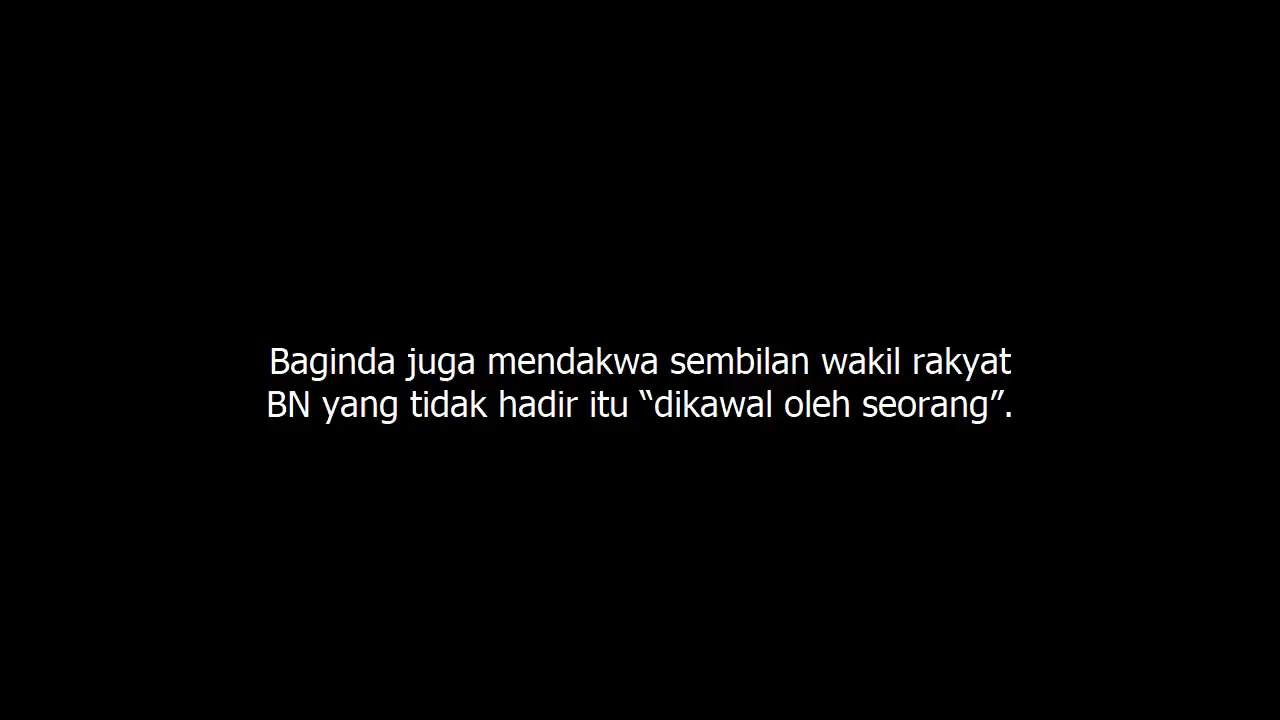 Baginda juga mendakwa sembilan wakil rakyat
BN yang tidak hadir itu “dikawal oleh seorang”.